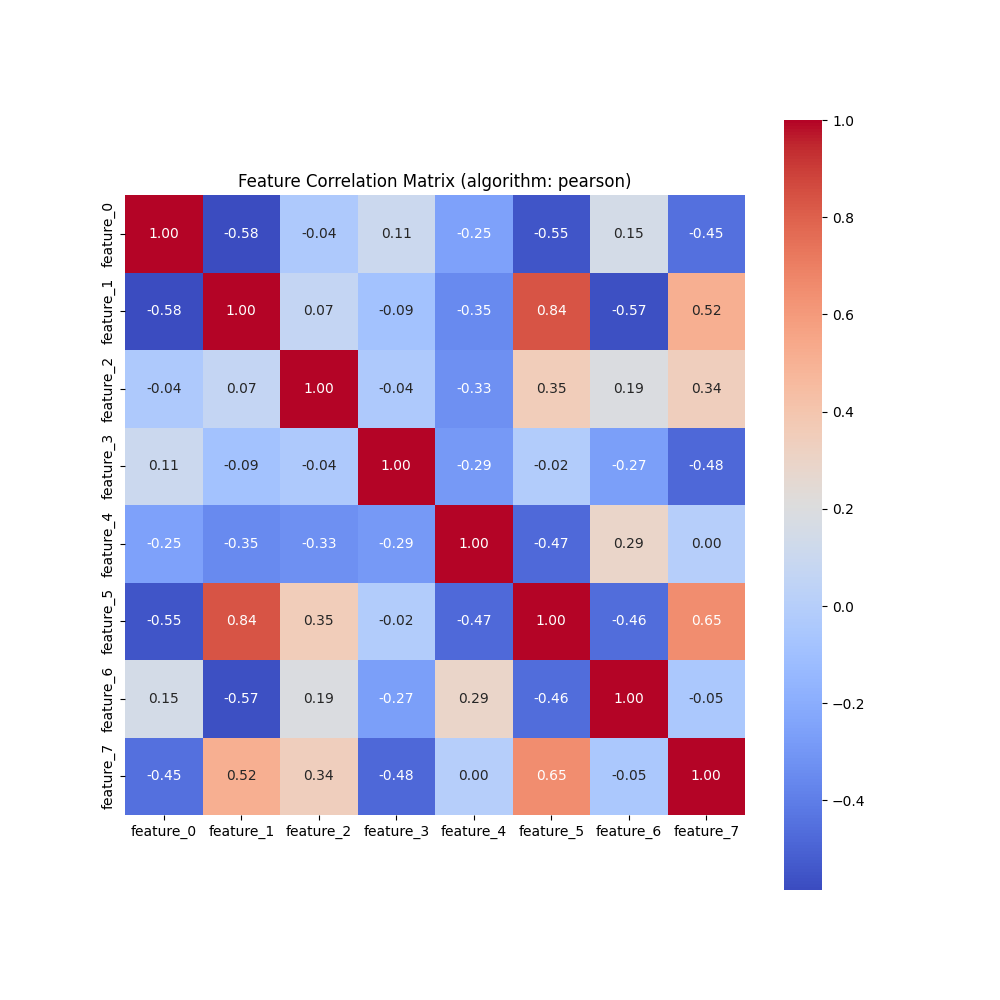 Feature Correlation Matrix (algorithm: pearson)
feature_0 1.00 -0.58 -0.04 0.11 -0.25 -0.55 0.15 -0.45
feature_1 -0.58 1.00 0.07 -0.09 -0.35 0.84 -0.57 0.52
feature_2 -0.04 0.07 1.00 -0.04 -0.33 0.35 0.19 0.34
feature_3 0.11 -0.09 -0.04 1.00 -0.29 -0.02 -0.27 -0.48
feature_4 -0.25 -0.35 -0.33 -0.29 1.00 -0.47 0.29 0.00
feature_5 -0.55 0.84 0.35 -0.02 -0.47 1.00 -0.46 0.65
feature_6 0.15 -0.57 0.19 -0.27 0.29 -0.46 1.00 -0.05
feature_7 -0.45 0.52 0.34 -0.48 0.00 0.65 -0.05 1.00
feature_0 feature_1 feature_2 feature_3 feature_4 feature_5 feature_6 feature_7
1.0
0.8
0.6
0.4
0.2
0.0
−0.2
−0.4